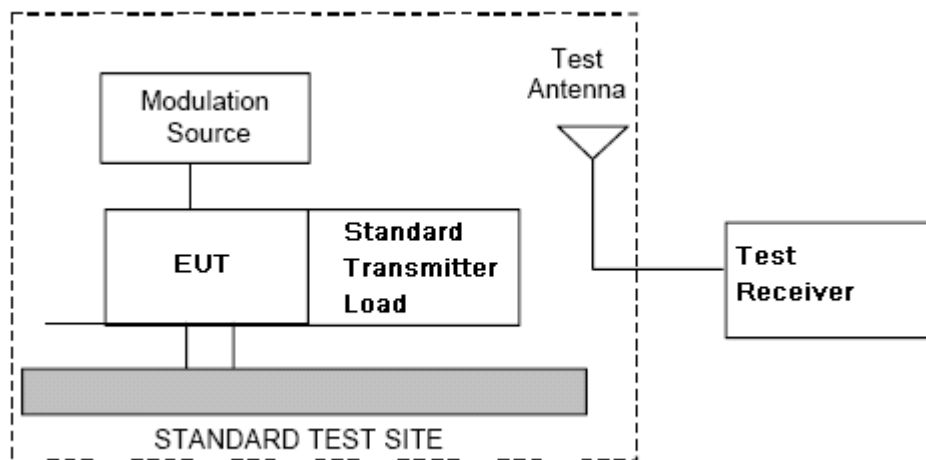 Test
Antenna
Modulation
Source
EUT
Standard
Transmitter
Load
Test
Receiver
STANDARD TEST SITE